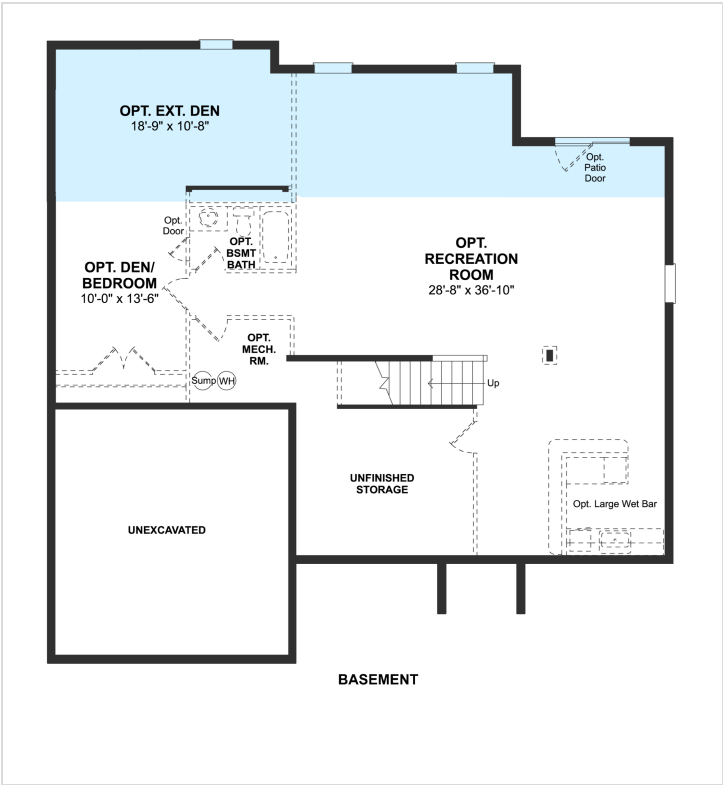 OPT. EXT. DEN
18'-9" x 10'-8"
Opt.
Patio
Door
Opt.
Door
OPT.
BSMT
BATH
OPT.
RECREATION
ROOM
28'-8" x 36'-10"
OPT. DEN/
BEDROOM
10'-0" x 13'-6"
OPT.
MECH.
RM.
Sump
WH
Up
UNFINISHED
STORAGE
Opt. Large Wet Bar
UNEXCAVATED
BASEMENT